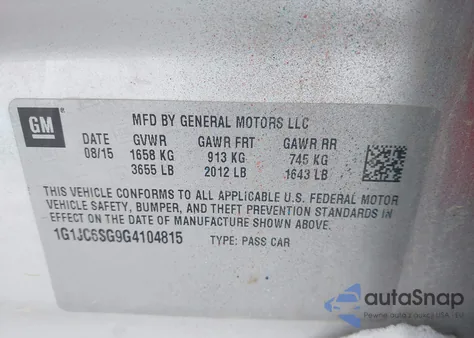 GM
MFD BY GENERAL MOTORS LLC
DATE GVWR GAWR FRT GAWR RR
08/15 1658 KG 913 KG 745 KG
3655 LB 2012 LB 1643 LB
THIS VEHICLE CONFORMS TO ALL APPLICABLE U.S. FEDERAL MOTOR
VEHICLE SAFETY, BUMPER, AND THEFT PREVENTION STANDARDS IN
EFFECT ON THE DATE OF MANUFACTURE SHOWN ABOVE.
1G1JC6SG9G4104815 TYPE: PASS CAR
autoSnap